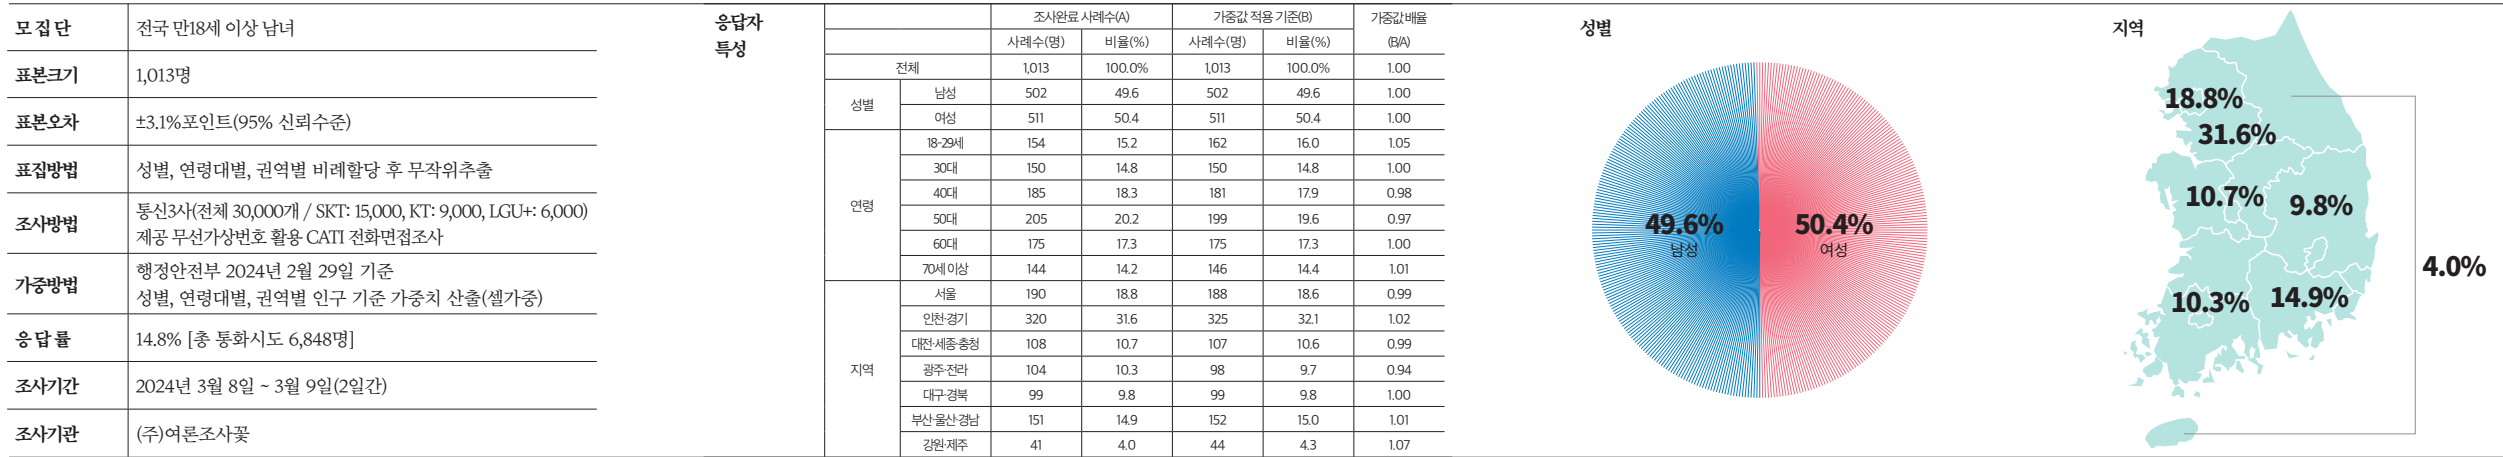 모집단 전국 만18세 이상 남녀
표본크기 1,013명
표본오차 ±3.1%포인트(95% 신뢰수준)
표집방법 성별, 연령대별, 권역별 비례할당 후 무작위추출
조사방법 통신3사(전체 30,000개 / SKT: 15,000, KT: 9,000, LGU+: 6,000)
제공 무선가상번호 활용 CATI 전화면접조사
가중방법 행정안전부 2024년 2월 29일 기준
성별, 연령대별, 권역별 인구 기준 가중치 산출(셀가중)
응답률 14.8% [총 통화시도 6,848명]
조사기간 2024년 3월 8일 ~ 3월 9일(2일간)
조사기관 (주)여론조사꽃
응답자
특성
조사완료 사례수(A) 가중값 적용 기준(B) 가중값 배율
사례수(명) 비율(%) 사례수(명) 비율(%) (B/A)
전체 1,013 100.0% 1,013 100.0% 1.00
성별 남성 502 49.6 502 49.6 1.00
여성 511 50.4 511 50.4 1.00
연령 18-29세 154 15.2 162 16.0 1.05
30대 150 14.8 150 14.8 1.00
40대 185 18.3 181 17.9 0.98
50대 205 20.2 199 19.6 0.97
60대 175 17.3 175 17.3 1.00
70세 이상 144 14.2 146 14.4 1.01
지역 서울 190 18.8 188 18.6 0.99
인천·경기 320 31.6 325 32.1 1.02
대전·세종·충청 108 10.7 107 10.6 0.99
광주·전라 104 10.3 98 9.7 0.94
대구·경북 99 9.8 99 9.8 1.00
부산·울산·경남 151 14.9 152 15.0 1.01
강원·제주 41 4.0 44 4.3 1.07
성별
49.6% 50.4%
남성 여성
지역
18.8%
31.6%
10.7% 9.8%
4.0%
10.3% 14.9%